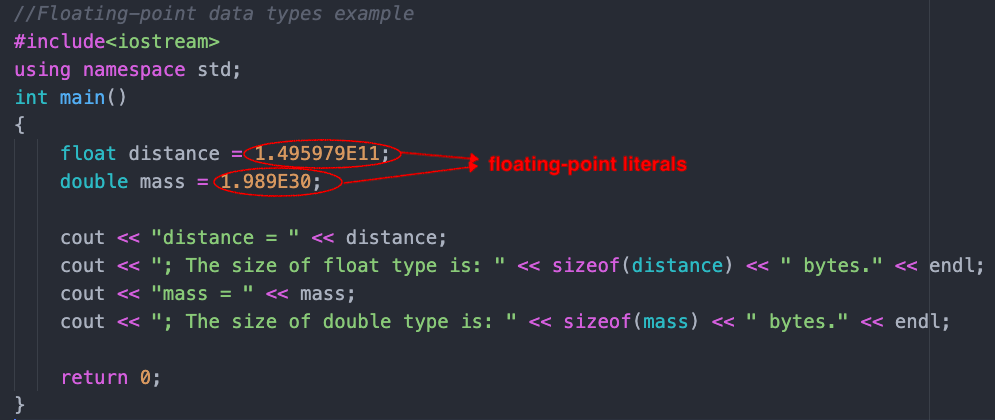 //Floating-point data types example
#include<iostream>
using namespace std;
int main()
{
float distance = 1.495979E11;
floating-point literals
double mass = 1.989E30;
cout << "distance = " << distance;
cout << "; The size of float type is: " << sizeof(distance) << " bytes." << endl;
cout << "mass = " << mass;
cout << "; The size of double type is: " << sizeof(mass) << " bytes." << endl;
return 0;
}